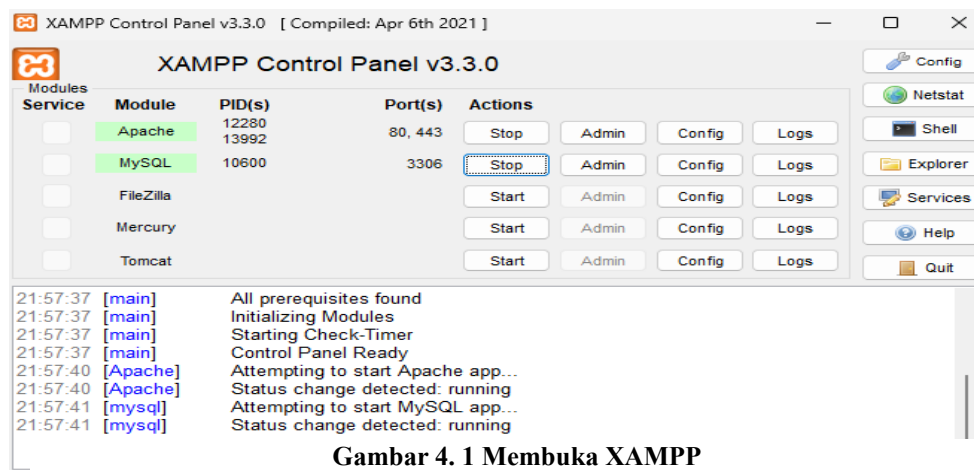 XAMPP Control Panel v3.3.0 [ Compiled: Apr 6th 2021 ]
XAMPP Control Panel v3.3.0
Config
Modules
Service Module PID(s) Port(s) Actions
Netstat
Apache 12280 13992 80, 443 Stop Admin Config Logs
Shell
MySQL 10600 3306 Stop Admin Config Logs
Explorer
FileZilla Start Admin Config Logs
Services
Mercury Start Admin Config Logs
Help
Tomcat Start Admin Config Logs
Quit
21:57:37 [main] All prerequisites found
21:57:37 [main] Initializing Modules
21:57:37 [main] Starting Check-Timer
21:57:37 [main] Control Panel Ready
21:57:40 [Apache] Attempting to start Apache app...
21:57:40 [Apache] Status change detected: running
21:57:41 [mysql] Attempting to start MySQL app...
21:57:41 [mysql] Status change detected: running
Gambar 4. 1 Membuka XAMPP